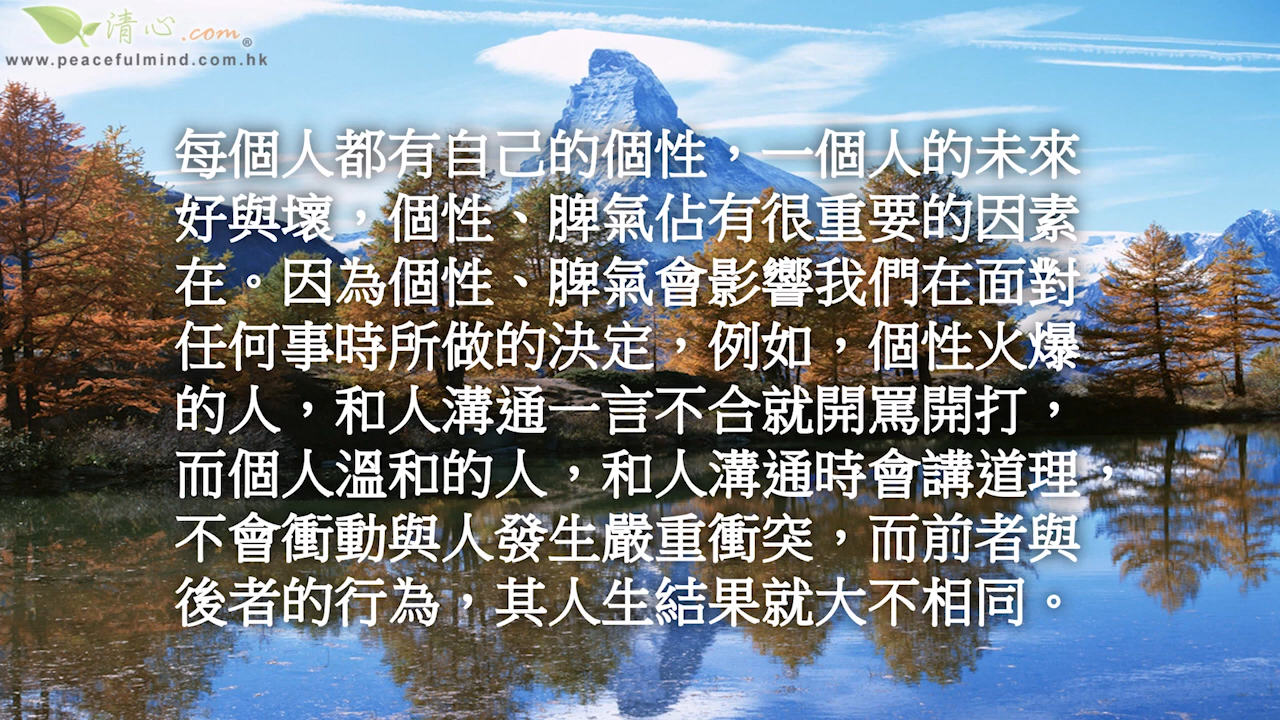 清心.com®
www.peacefulmind.com.hk
每個人都有自己的個性，一個人的未來
好與壞，個性、脾氣佔有很重要的因素
在。因為個性、脾氣會影響我們在面對
任何事時所做的決定，例如，個性火爆
的人，和人溝通一言不合就開罵開打，
而個人溫和的人，和人溝通時會講道理，
不會衝動與人發生嚴重衝突，而前者與
後者的行為，其人生結果就大不相同。